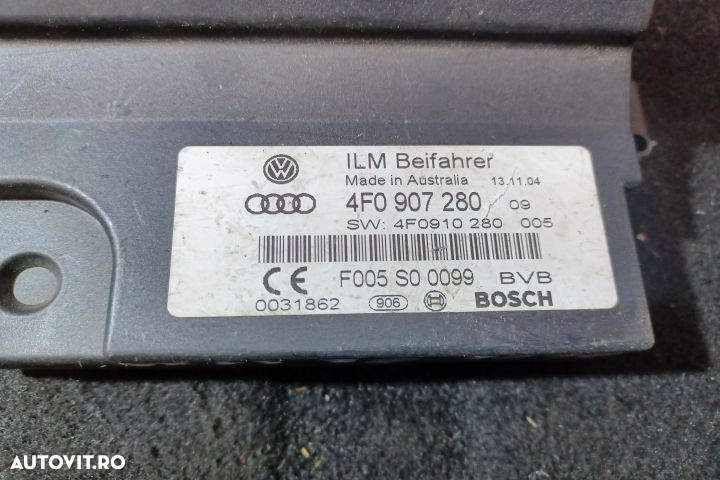 ILM Beifahrer
Made in Australia 13.11.04
4F0 907 280 09
SW: 4F0910 280 005
CE F005 S0 0099 BVB
0031862 906 BOSCH
AUTOVIT.RO